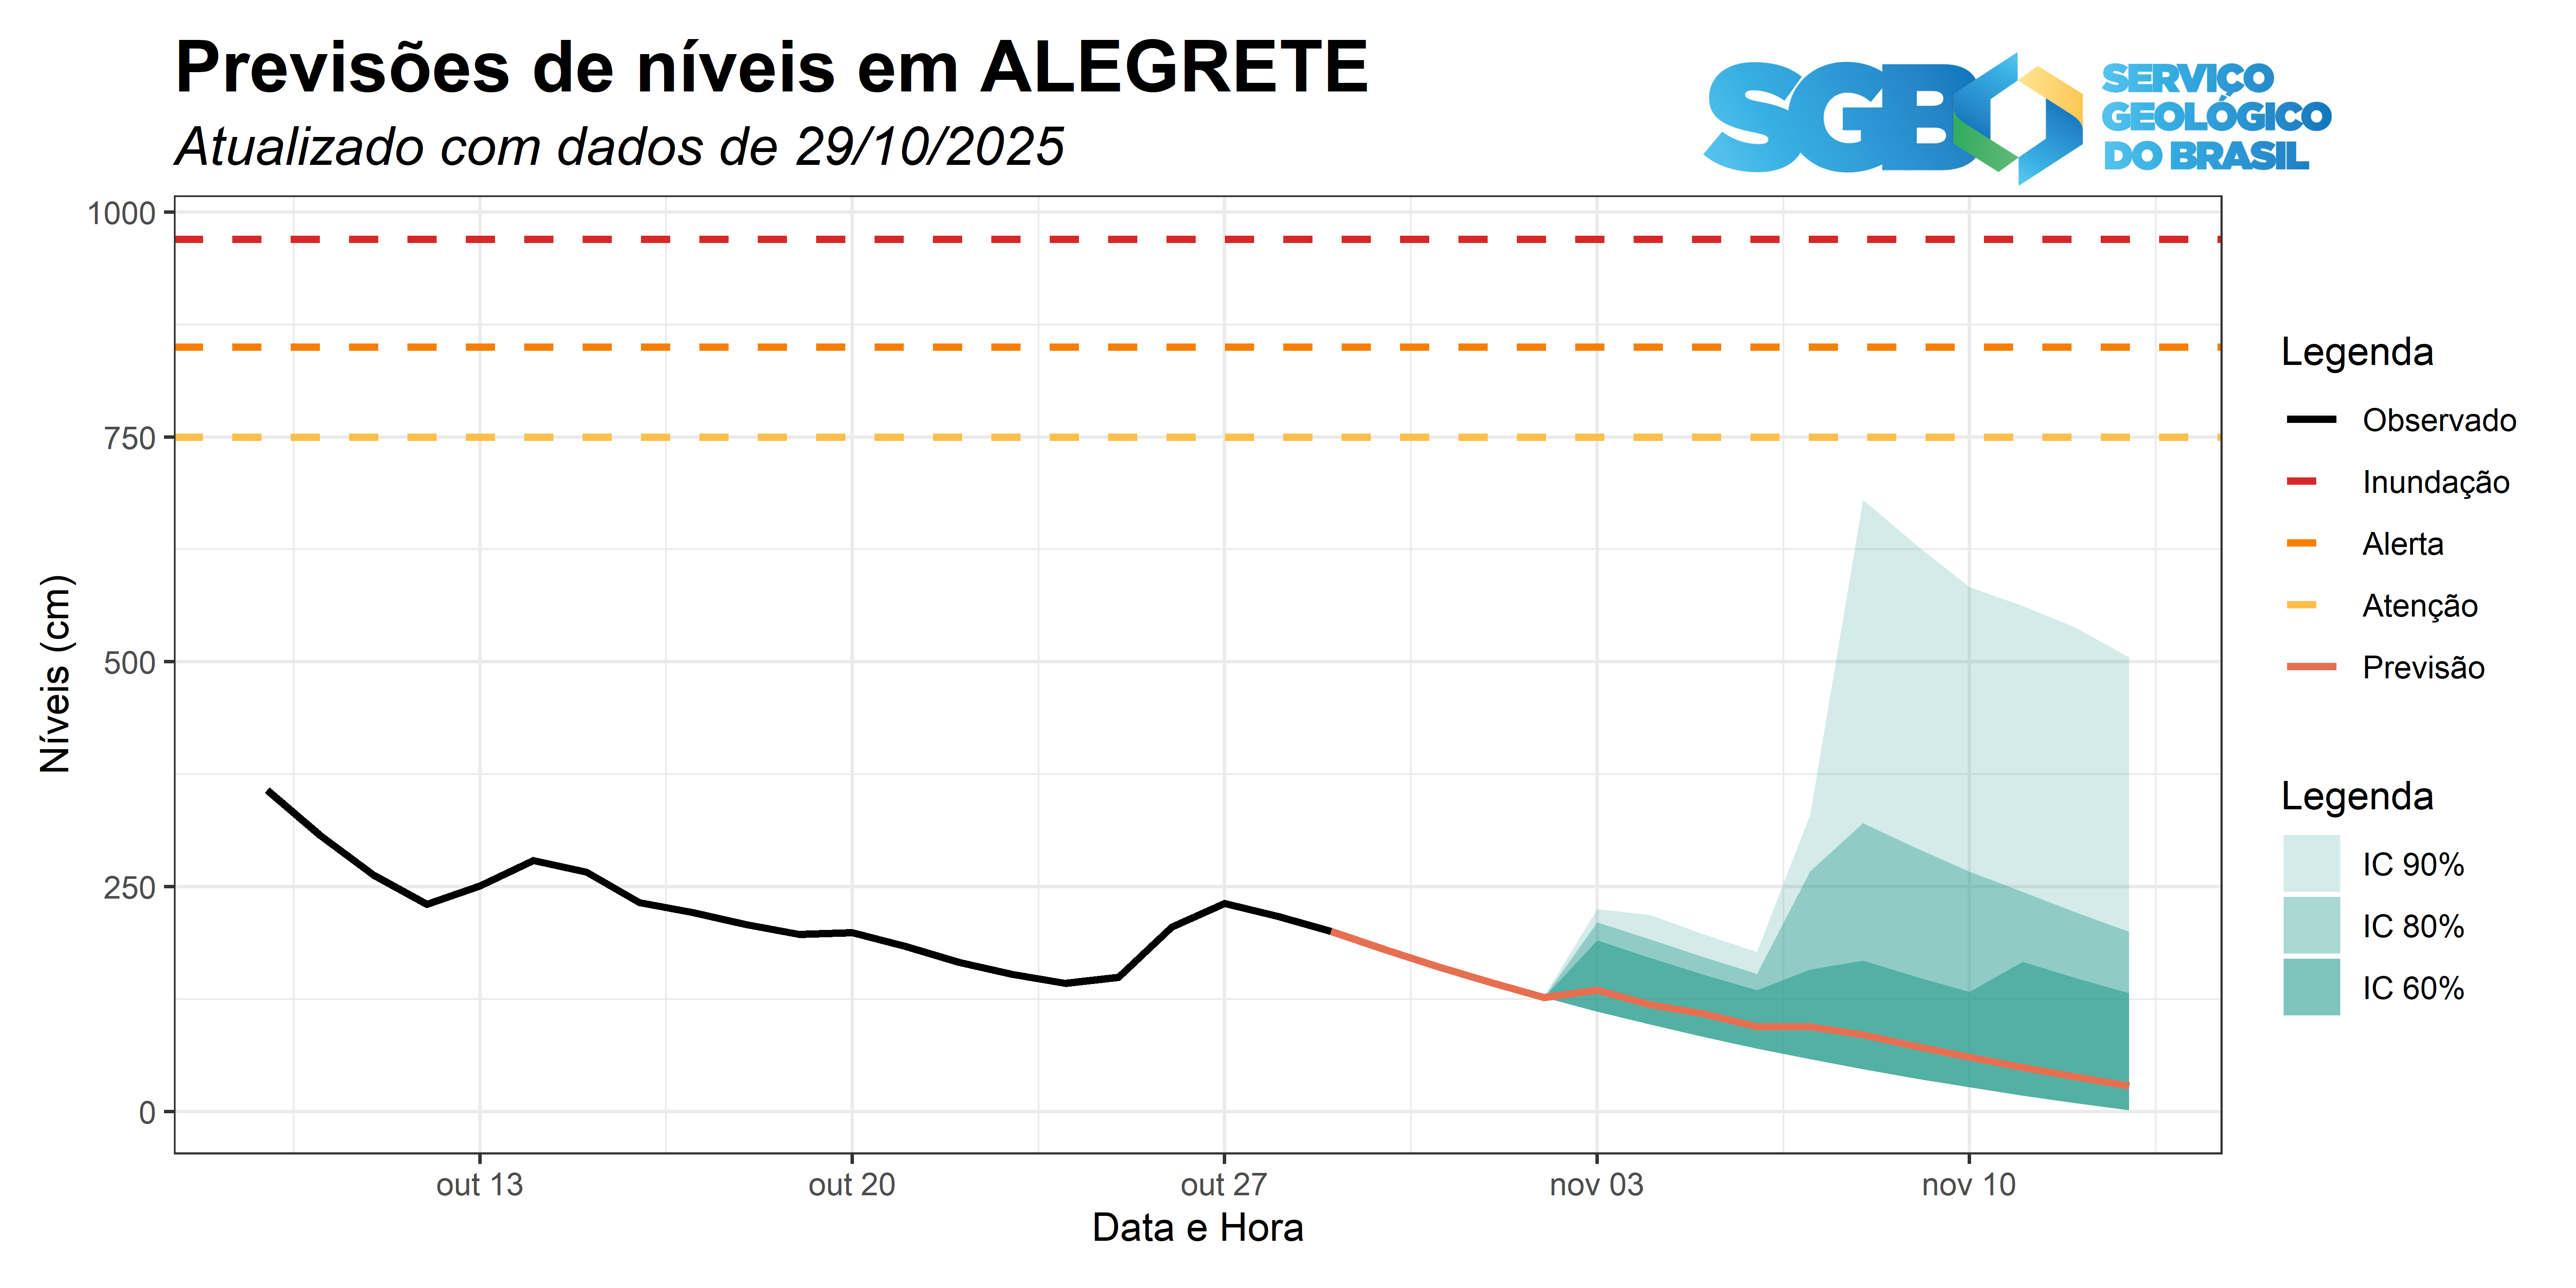 Previsões de níveis em ALEGRETE
Atualizado com dados de 29/10/2025
SGB
SERVIÇO
GEOLÓGICO
DO BRASIL
1000
750
500
250
0
Níveis (cm)
out 13
out 20
out 27
nov 03
nov 10
Data e Hora
Legenda
Observado
Inundação
Alerta
Atenção
Previsão
Legenda
IC 90%
IC 80%
IC 60%